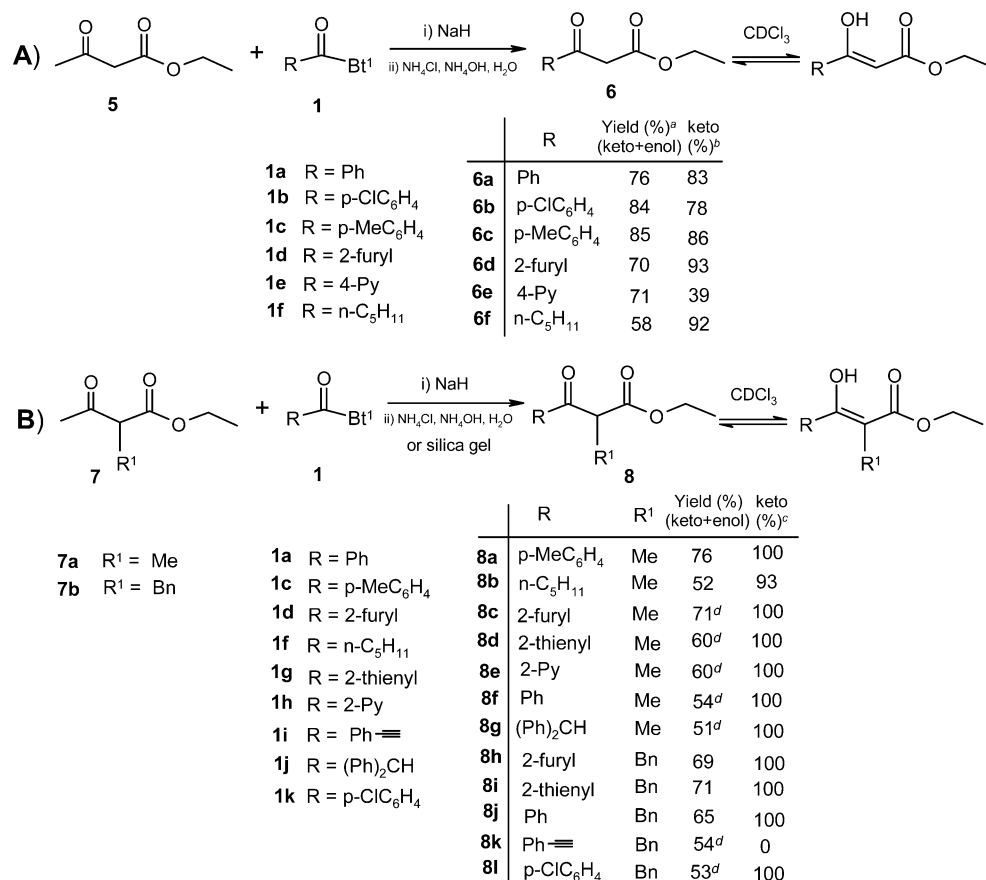 A)
O O
O
5
+
O
R Bt¹
1
i) NaH
ii) NH₄Cl, NH₄OH, H₂O
O O
R O
6
CDCl₃
OH O
R O
R Yield (%)ᵃ keto
(keto+enol) (%)ᵇ
1a R = Ph
1b R = p-ClC₆H₄
1c R = p-MeC₆H₄
1d R = 2-furyl
1e R = 4-Py
1f R = n-C₅H₁₁
6a Ph 76 83
6b p-ClC₆H₄ 84 78
6c p-MeC₆H₄ 85 86
6d 2-furyl 70 93
6e 4-Py 71 39
6f n-C₅H₁₁ 58 92
B)
O O
O
R¹
7
+
O
R Bt¹
1
i) NaH
ii) NH₄Cl, NH₄OH, H₂O
or silica gel
O O
R O
R¹
8
CDCl₃
OH O
R O
R¹
7a R¹ = Me
7b R¹ = Bn
1a R = Ph
1c R = p-MeC₆H₄
1d R = 2-furyl
1f R = n-C₅H₁₁
1g R = 2-thienyl
1h R = 2-Py
1i R = Ph
1j R = (Ph)₂CH
1k R = p-ClC₆H₄
R R¹ Yield (%) keto
(keto+enol) (%)ᶜ
8a p-MeC₆H₄ Me 76 100
8b n-C₅H₁₁ Me 52 93
8c 2-furyl Me 71ᵈ 100
8d 2-thienyl Me 60ᵈ 100
8e 2-Py Me 60ᵈ 100
8f Ph Me 54ᵈ 100
8g (Ph)₂CH Me 51ᵈ 100
8h 2-furyl Bn 69 100
8i 2-thienyl Bn 71 100
8j Ph Bn 65 100
8k Ph Bn 54ᵈ 0
8l p-ClC₆H₄ Bn 53ᵈ 100